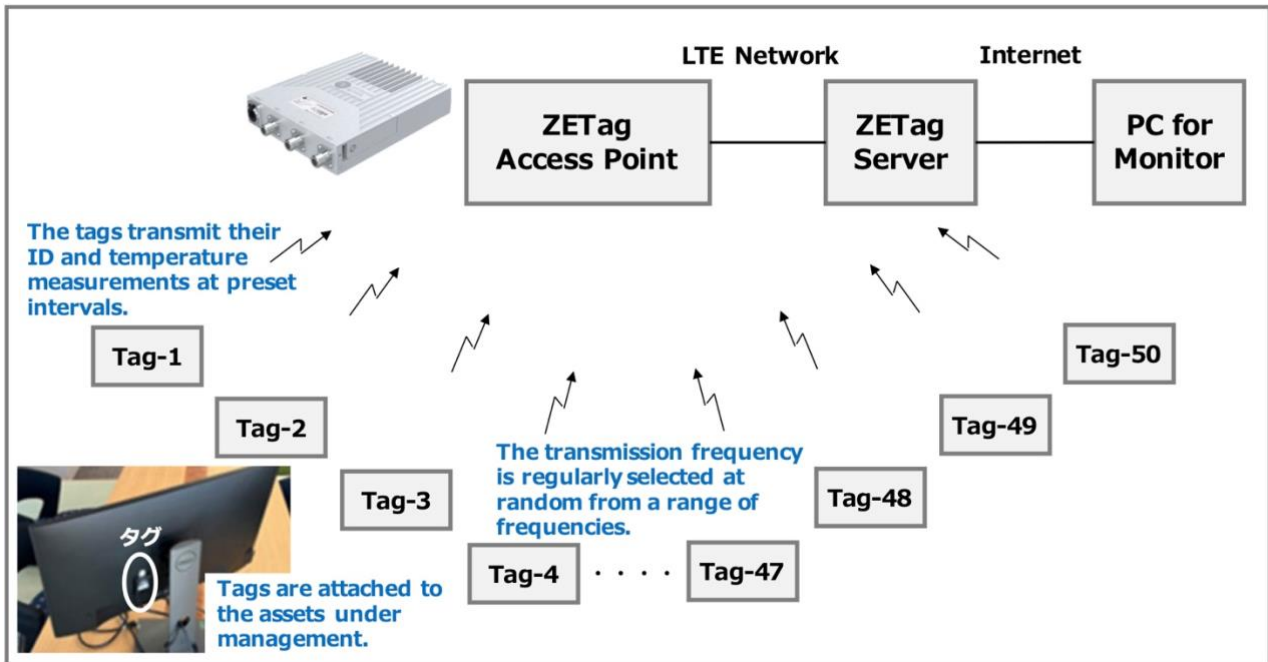 LTE Network
Internet
ZETag
Access Point
ZETag
Server
PC for
Monitor
The tags transmit their
ID and temperature
measurements at preset
intervals.
Tag-1
Tag-2
Tag-3
Tag-4
・・・・
Tag-47
Tag-48
Tag-49
Tag-50
The transmission frequency
is regularly selected at
random from a range of
frequencies.
タグ
Tags are attached to
the assets under
management.